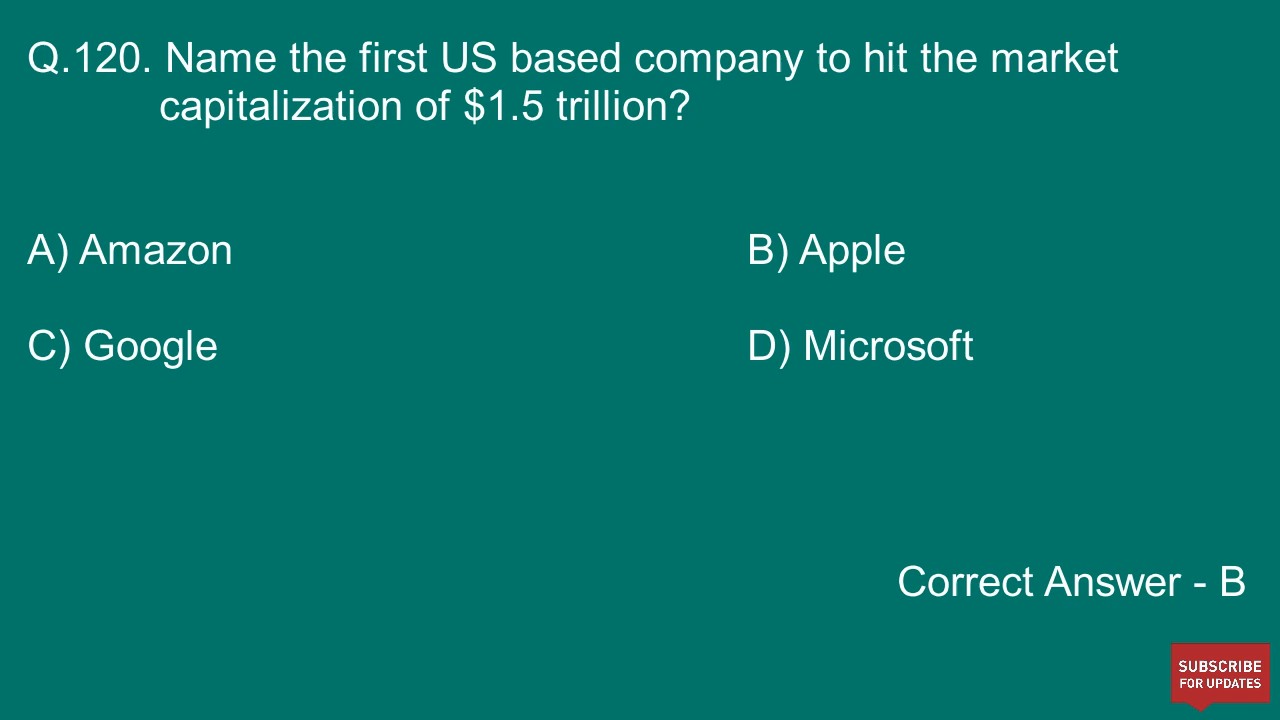 Q.120. Name the first US based company to hit the market
capitalization of $1.5 trillion?
A) Amazon
B) Apple
C) Google
D) Microsoft
Correct Answer - B
SUBSCRIBE
FOR UPDATES